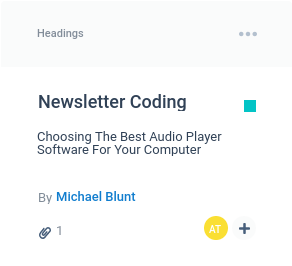 Headings
Newsletter Coding
Choosing The Best Audio Player
Software For Your Computer
By Michael Blunt
1
AT